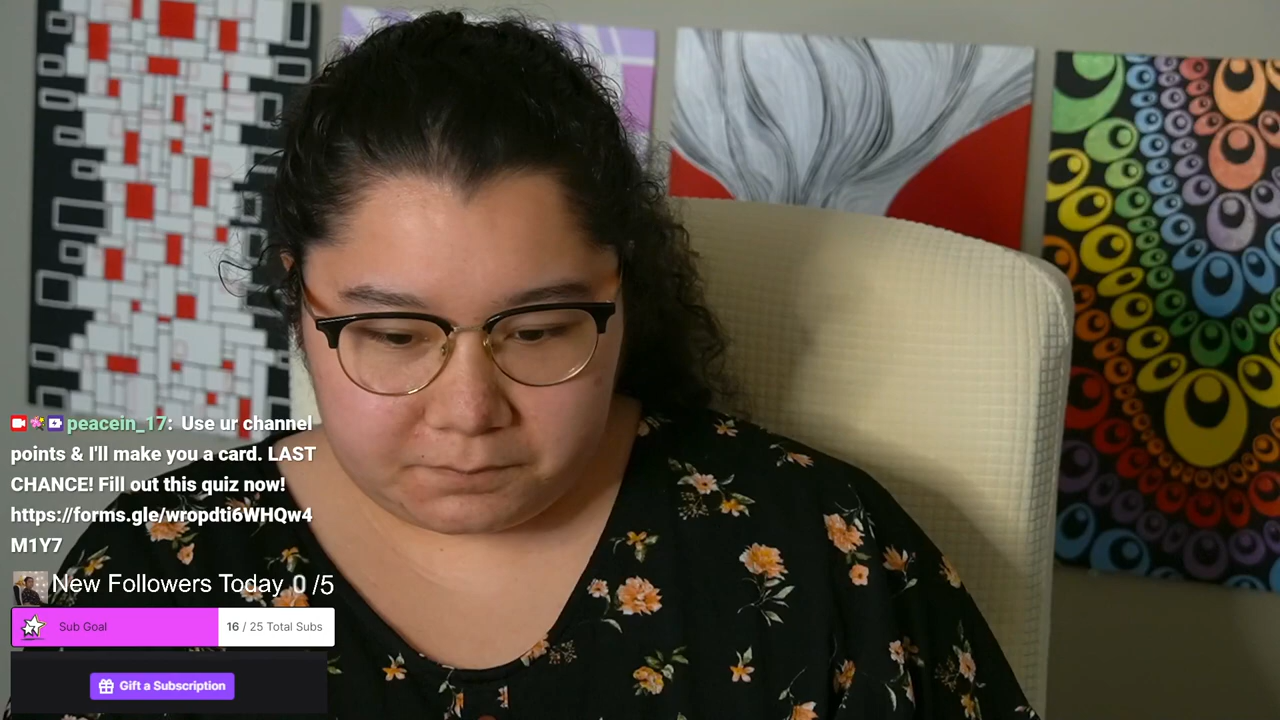 peacein_17: Use ur channel
points & I'll make you a card. LAST
CHANCE! Fill out this quiz now!
https://forms.gle/wropdti6WHQw4
M1Y7
New Followers Today 0 /5
Sub Goal 16 / 25 Total Subs
Gift a Subscription